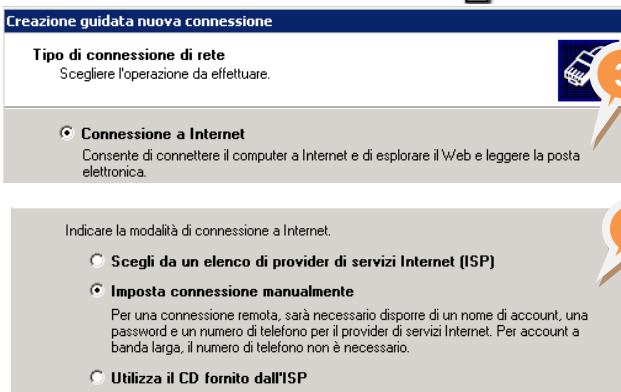 Creazione guidata nuova connessione
Tipo di connessione di rete
Scegliere l'operazione da effettuare.
Connessione a Internet
Consente di connettere il computer a Internet e di esplorare il Web e leggere la posta
elettronica.
Indicare la modalità di connessione a Internet.
Scegli da un elenco di provider di servizi Internet (ISP)
Imposta connessione manualmente
Per una connessione remota, sarà necessario disporre di un nome di account, una
password e un numero di telefono per il provider di servizi Internet. Per account a
banda larga, il numero di telefono non è necessario.
Utilizza il CD fornito dall'ISP